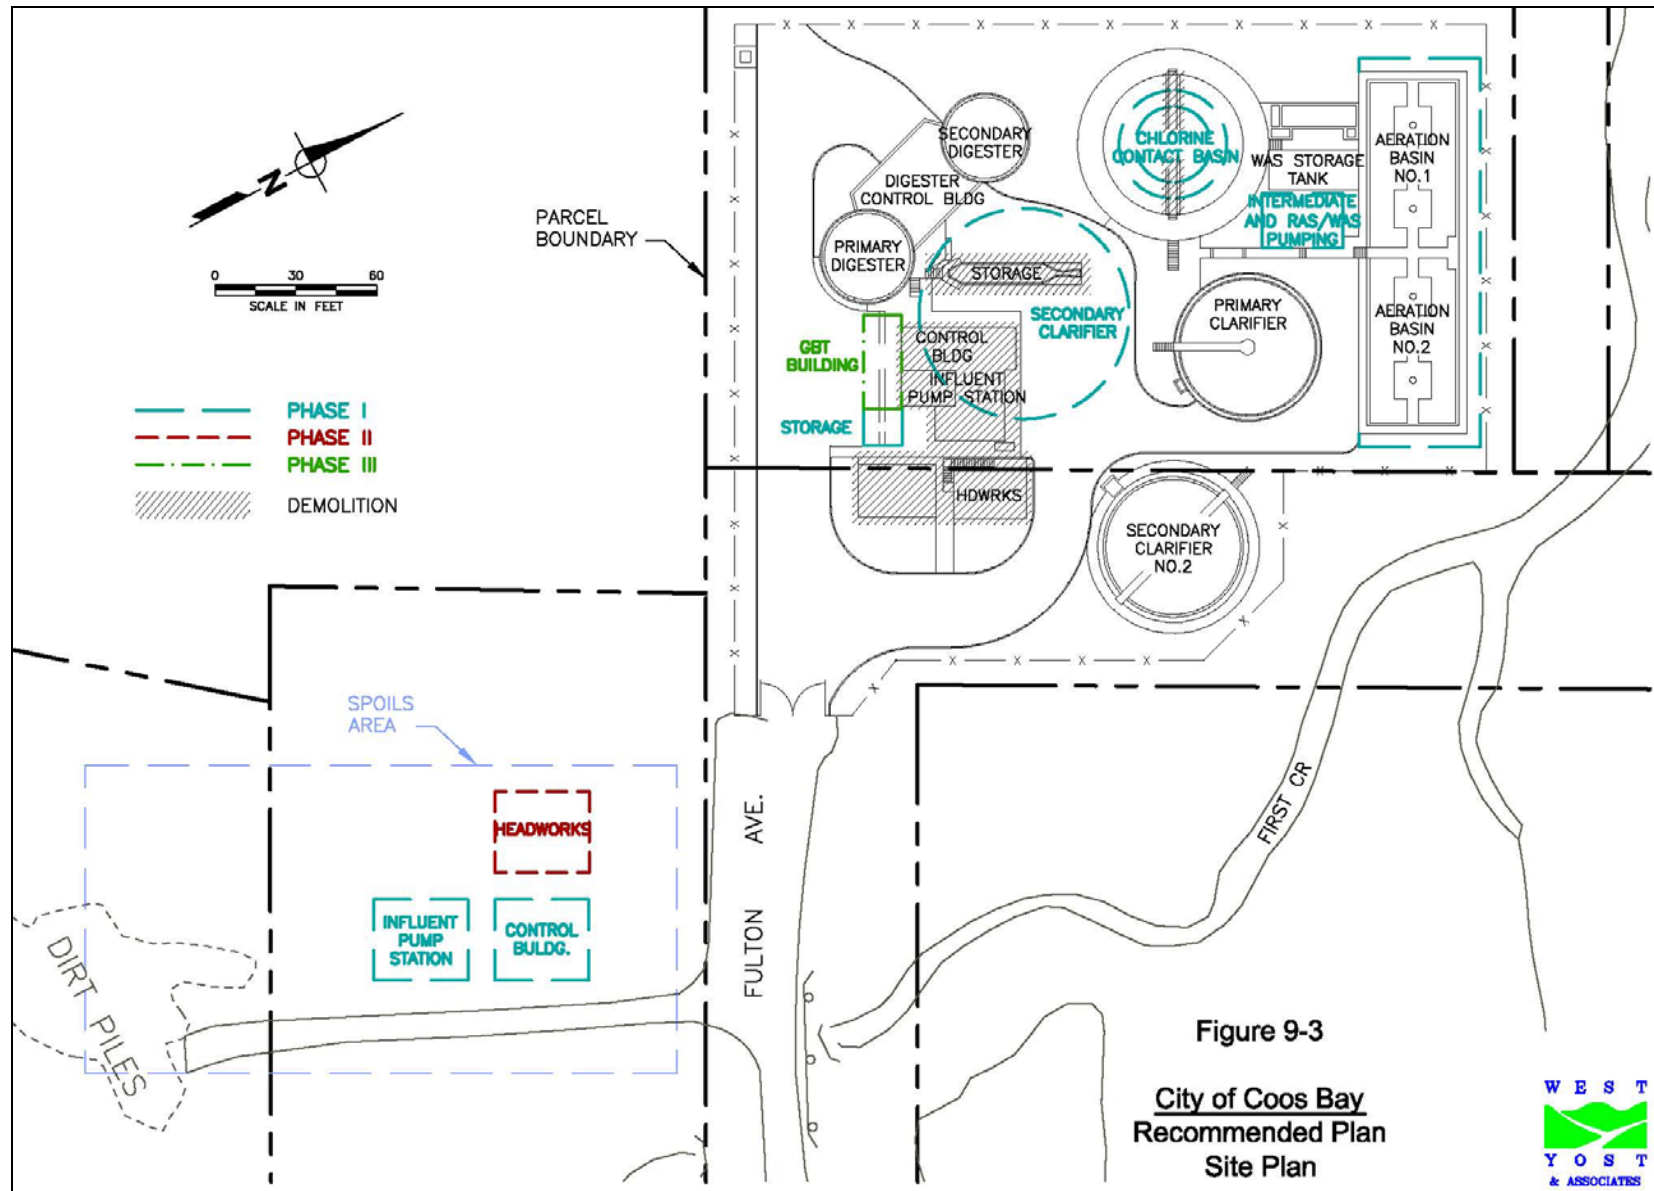 N
0 30 60
SCALE IN FEET
PHASE I
PHASE II
PHASE III
DEMOLITION
PARCEL
BOUNDARY
SECONDARY
DIGESTER
DIGESTER
CONTROL BLDG
PRIMARY
DIGESTER
STORAGE
SECONDARY
CLARIFIER
GBT
BUILDING
CONTROL
BLDG
INFLUENT
PUMP STATION
STORAGE
HDWRKS
CHLORINE
CONTACT BASIN
WAS STORAGE
TANK
INTERMEDIATE
AND RAS/WAS
PUMPING
AERATION
BASIN
NO.1
PRIMARY
CLARIFIER
AERATION
BASIN
NO.2
SECONDARY
CLARIFIER
NO.2
SPOILS
AREA
HEADWORKS
INFLUENT
PUMP
STATION
CONTROL
BULDG.
DIRT PILES
FULTON AVE.
FIRST CR
Figure 9-3
City of Coos Bay
Recommended Plan
Site Plan
WEST
YOST
& ASSOCIATES